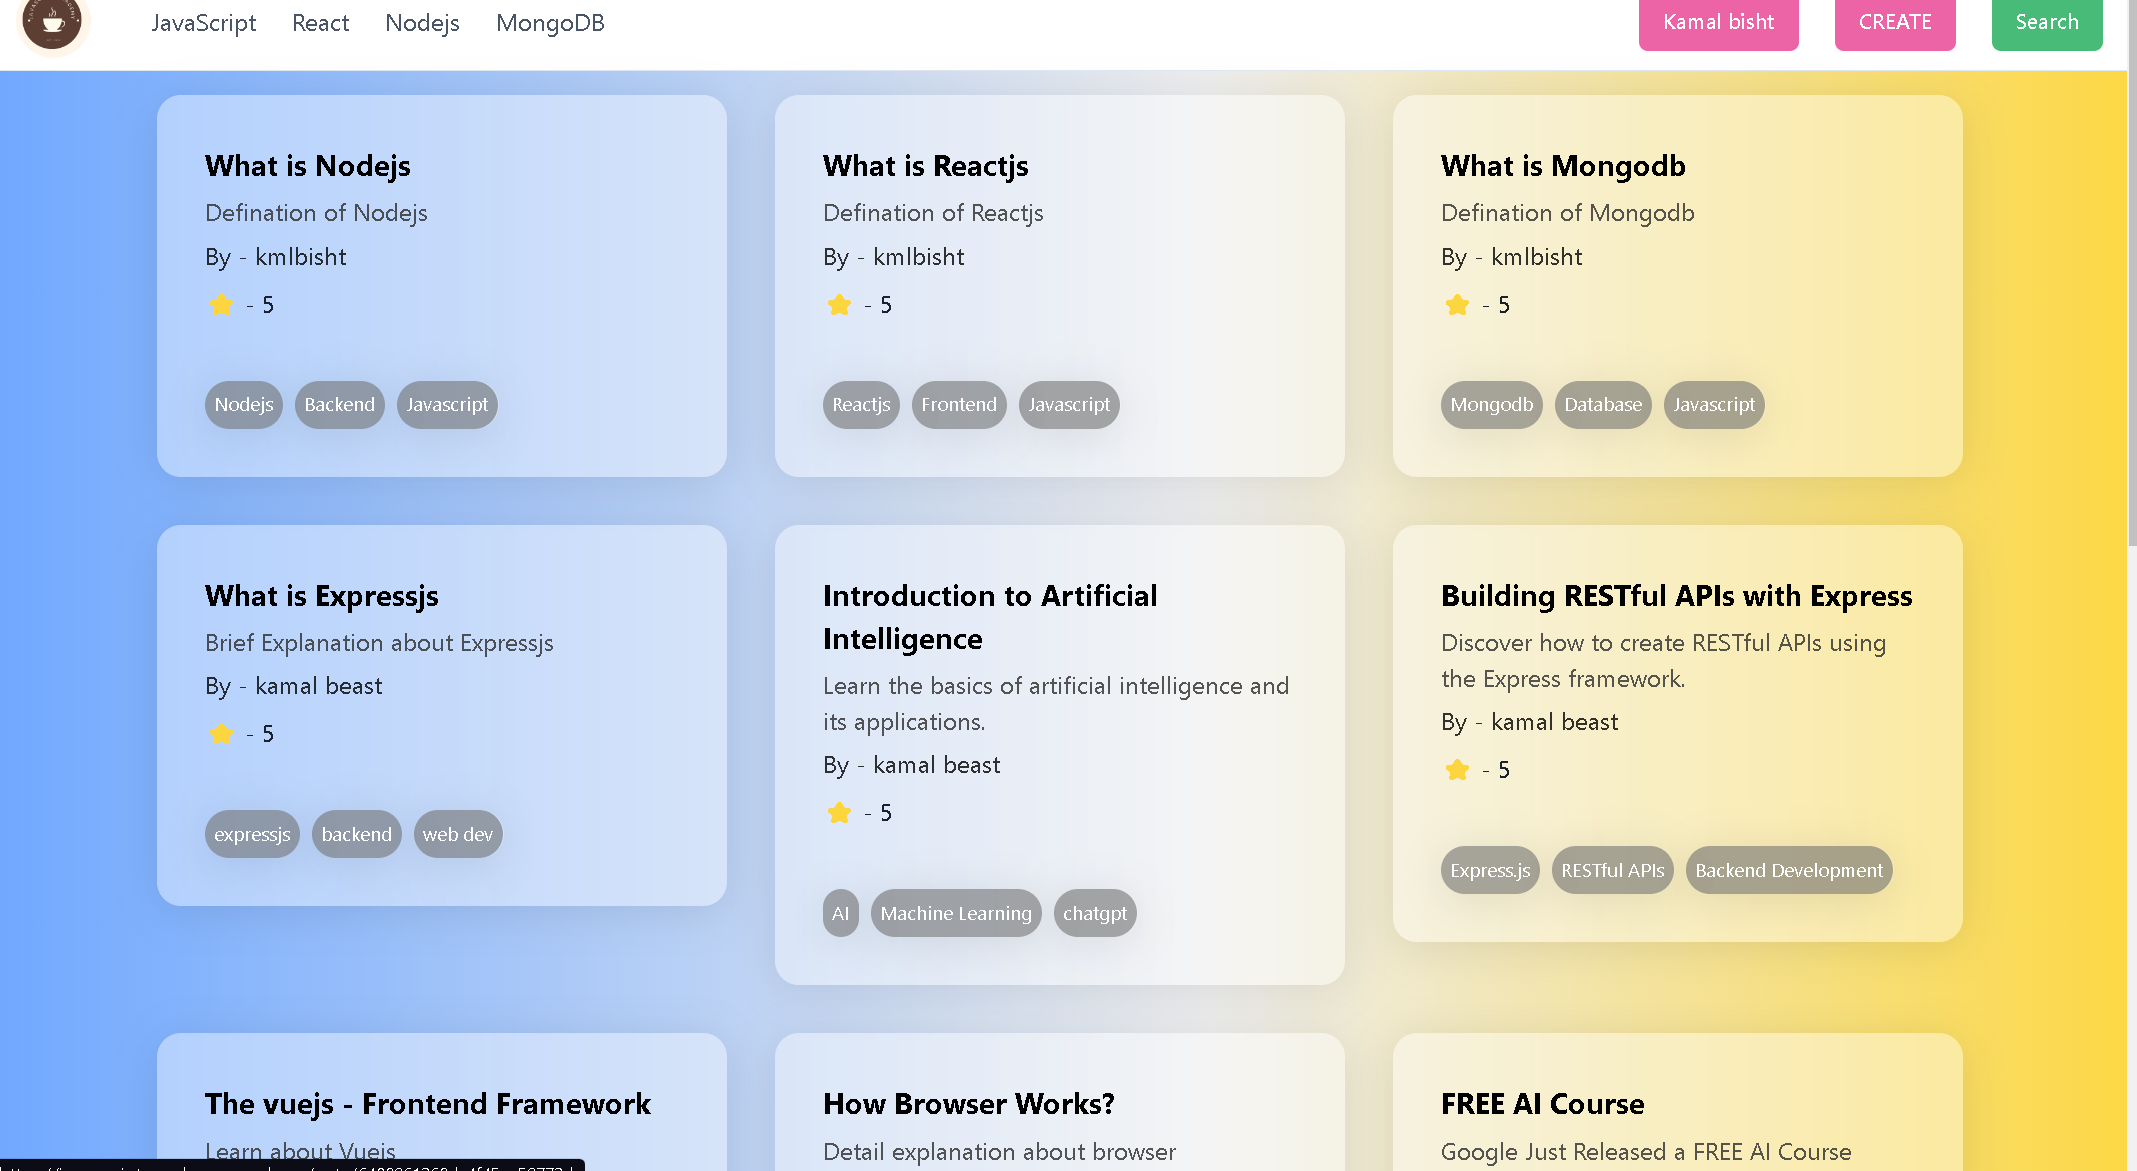 JavaScript React Nodejs MongoDB Kamal bisht CREATE Search
What is Nodejs
Defination of Nodejs
By - kmlbisht
- 5
Nodejs Backend Javascript
What is Reactjs
Defination of Reactjs
By - kmlbisht
- 5
Reactjs Frontend Javascript
What is Mongodb
Defination of Mongodb
By - kmlbisht
- 5
Mongodb Database Javascript
What is Expressjs
Brief Explanation about Expressjs
By - kamal beast
- 5
expressjs backend web dev
Introduction to Artificial
Intelligence
Learn the basics of artificial intelligence and
its applications.
By - kamal beast
- 5
AI Machine Learning chatgpt
Building RESTful APIs with Express
Discover how to create RESTful APIs using
the Express framework.
By - kamal beast
- 5
Express.js RESTful APIs Backend Development
The vuejs - Frontend Framework
Learn about Vuejs
How Browser Works?
Detail explanation about browser
FREE AI Course
Google Just Released a FREE AI Course